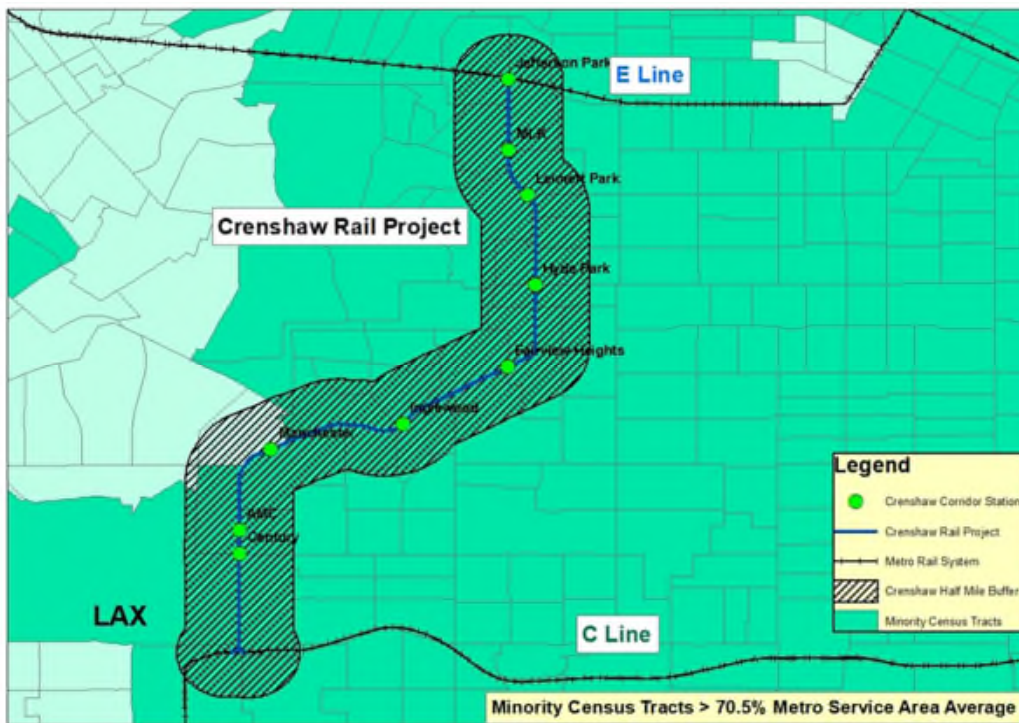 Jefferson Park
E Line
MLK
Leimert Park
Crenshaw Rail Project
Hyde Park
Fairview Heights
Inglewood
Manchester
AMC
Century
LAX
C Line
Legend
Crenshaw Corridor Station
Crenshaw Rail Project
Metro Rail System
Crenshaw Half Mile Buffer
Minority Census Tracts
Minority Census Tracts > 70.5% Metro Service Area Average